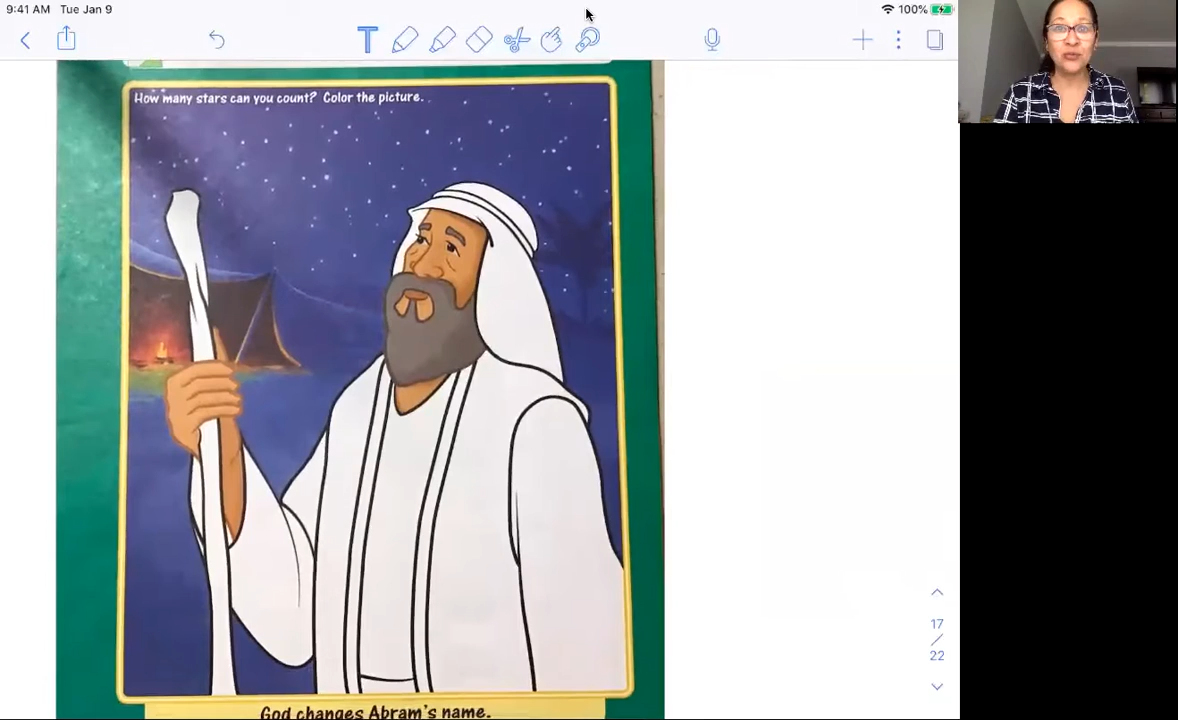 9:41 AM Tue Jan 9
100%
T
How many stars can you count? Color the picture.
17
22
God changes Abram's name.